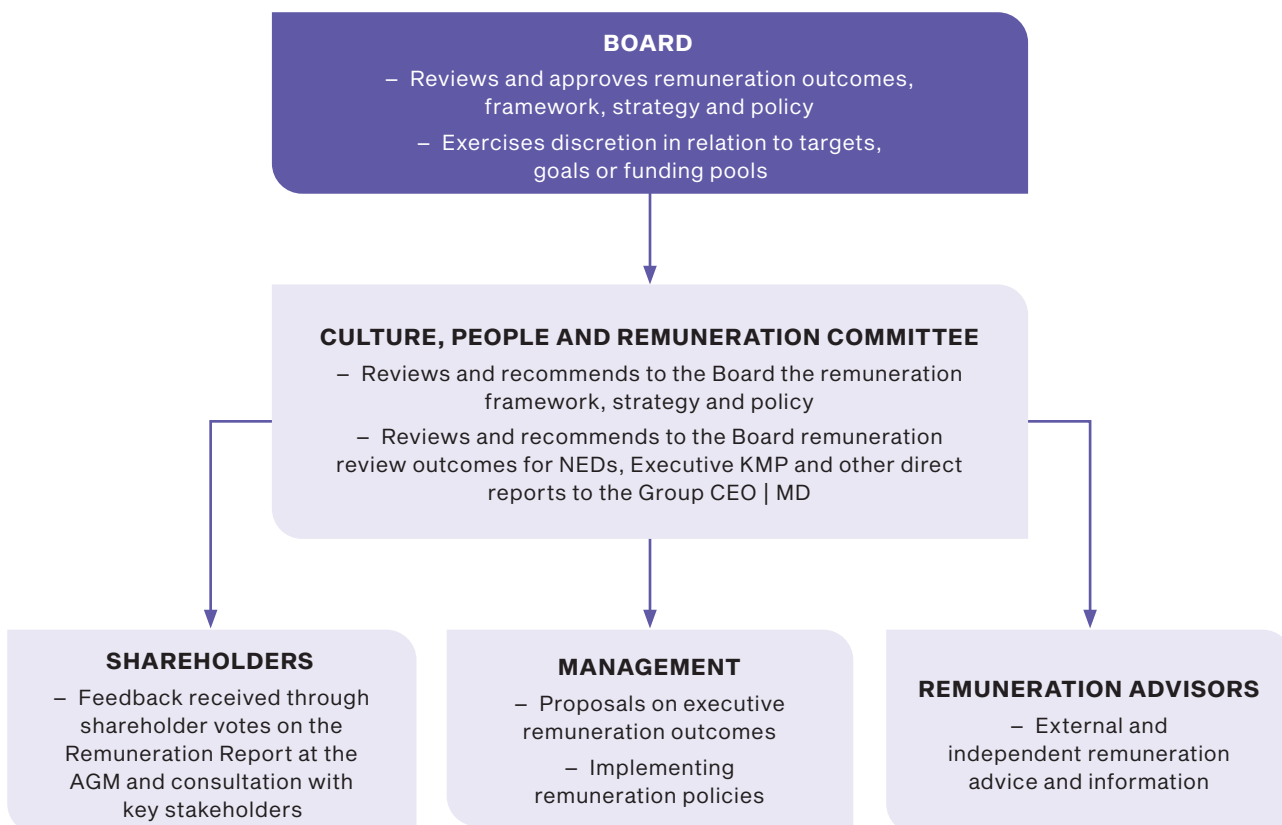 BOARD
– Reviews and approves remuneration outcomes,
framework, strategy and policy
– Exercises discretion in relation to targets,
goals or funding pools
CULTURE, PEOPLE AND REMUNERATION COMMITTEE
– Reviews and recommends to the Board the remuneration
framework, strategy and policy
– Reviews and recommends to the Board remuneration
review outcomes for NEDs, Executive KMP and other direct
reports to the Group CEO | MD
SHAREHOLDERS
– Feedback received through
shareholder votes on the
Remuneration Report at the
AGM and consultation with
key stakeholders
MANAGEMENT
– Proposals on executive
remuneration outcomes
– Implementing
remuneration policies
REMUNERATION ADVISORS
– External and
independent remuneration
advice and information